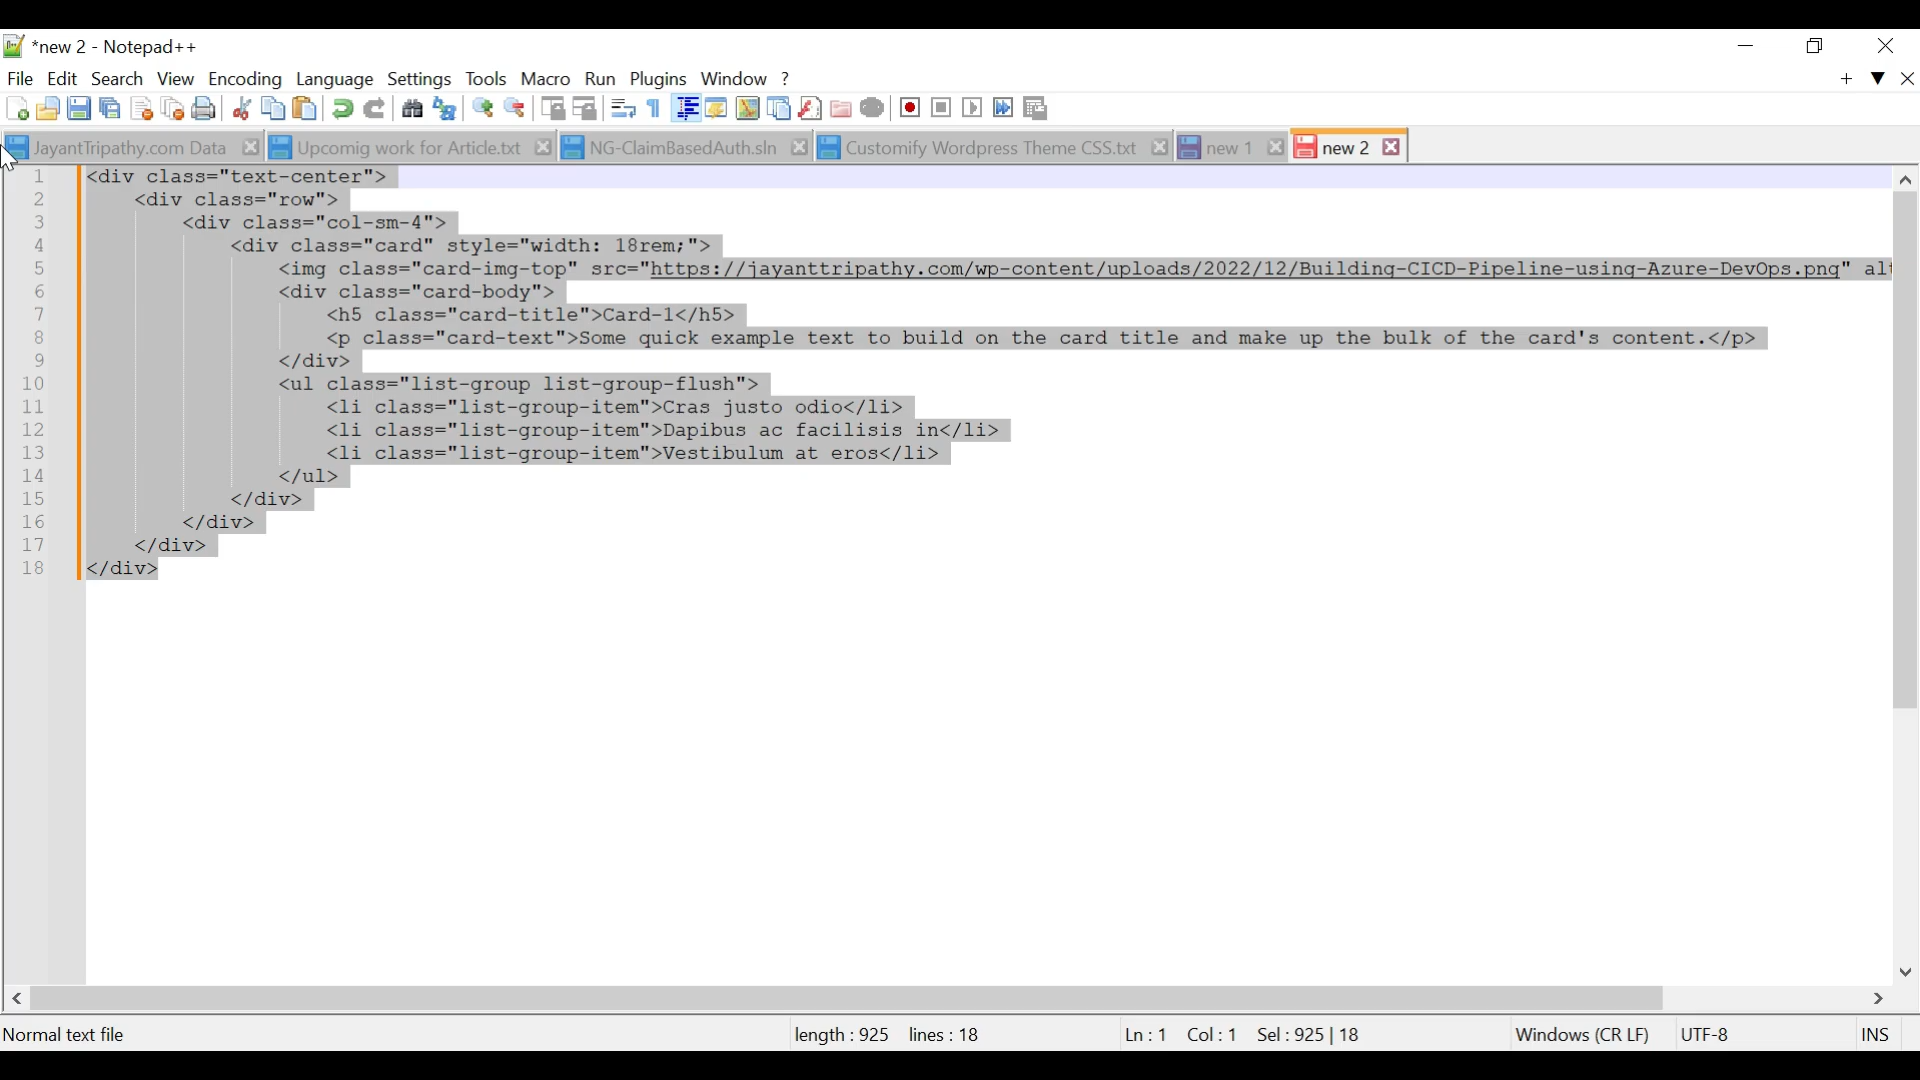 *new 2 - Notepad++
File Edit Search View Encoding Language Settings Tools Macro Run Plugins Window ?
JayantTripathy.com Data Upcomig work for Article.txt NG-ClaimBasedAuth.sln Customify Wordpress Theme CSS.txt new 1 new 2
1 <div class="text-center">
2 <div class="row">
3 <div class="col-sm-4">
4 <div class="card" style="width: 18rem;">
5 <img class="card-img-top" src="https://jayanttripathy.com/wp-content/uploads/2022/12/Building-CICD-Pipeline-using-Azure-DevOps.png" alt
6 <div class="card-body">
7 <h5 class="card-title">Card-1</h5>
8 <p class="card-text">Some quick example text to build on the card title and make up the bulk of the card's content.</p>
9 </div>
10 <ul class="list-group list-group-flush">
11 <li class="list-group-item">Cras justo odio</li>
12 <li class="list-group-item">Dapibus ac facilisis in</li>
13 <li class="list-group-item">Vestibulum at eros</li>
14 </ul>
15 </div>
16 </div>
17 </div>
18 </div>
Normal text file length : 925 lines : 18 Ln : 1 Col : 1 Sel : 925 | 18 Windows (CR LF) UTF-8 INS